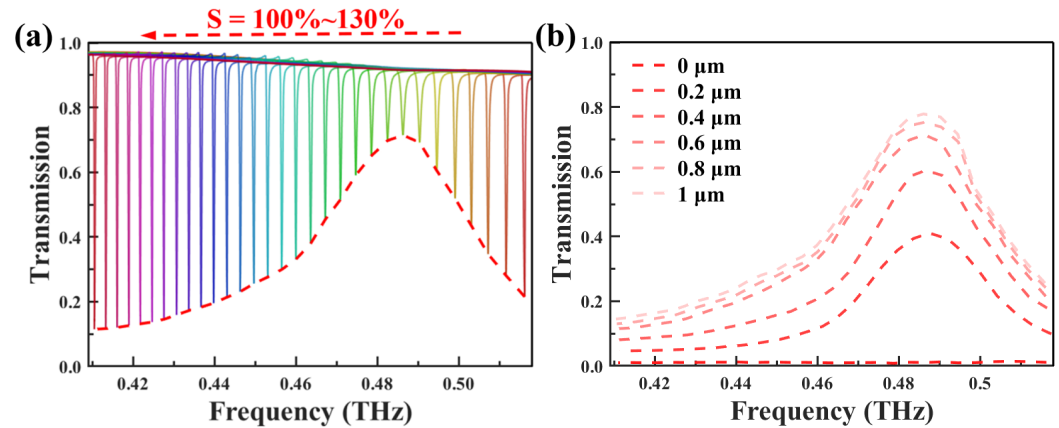 S = 100%~130%
(a)
1.0
0.8
0.6
0.4
0.2
0.0
Transmission
0.42
0.44
0.46
0.48
0.50
Frequency (THz)
(b)
1.0
0.8
0.6
0.4
0.2
0.0
Transmission
0 μm
0.2 μm
0.4 μm
0.6 μm
0.8 μm
1 μm
0.42
0.44
0.46
0.48
0.5
Frequency (THz)